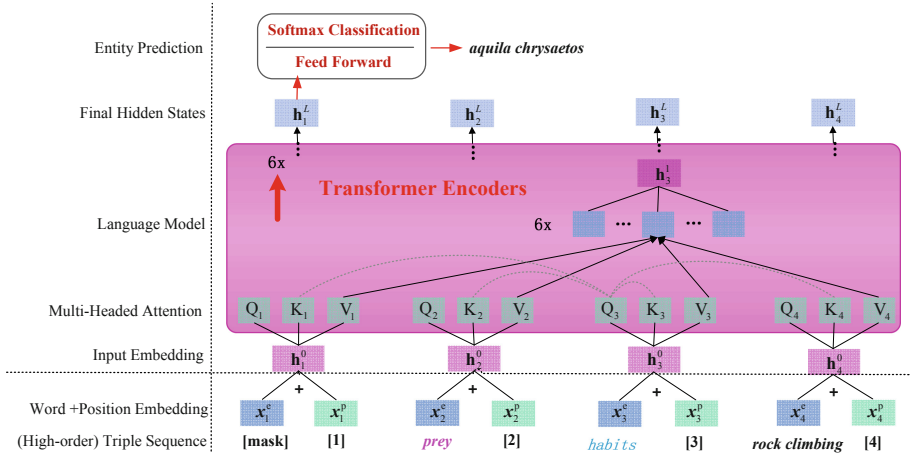 Entity Prediction
Softmax Classification
Feed Forward
aquila chrysaetos
Final Hidden States
h₁ᴸ h₂ᴸ h₃ᴸ h₄ᴸ
6x
Transformer Encoders
h₃¹
Language Model
6x
... ...
Multi-Headed Attention
Q₁ K₁ V₁ Q₂ K₂ V₂ Q₃ K₃ V₃ Q₄ K₄ V₄
Input Embedding
h₁⁰ h₂⁰ h₃⁰ h₄⁰
+ + + +
Word +Position Embedding
x₁ᵉ x₁ᵖ x₂ᵉ x₂ᵖ x₃ᵉ x₃ᵖ x₄ᵉ x₄ᵖ
(High-order) Triple Sequence
[mask] [1] prey [2] habits [3] rock climbing [4]